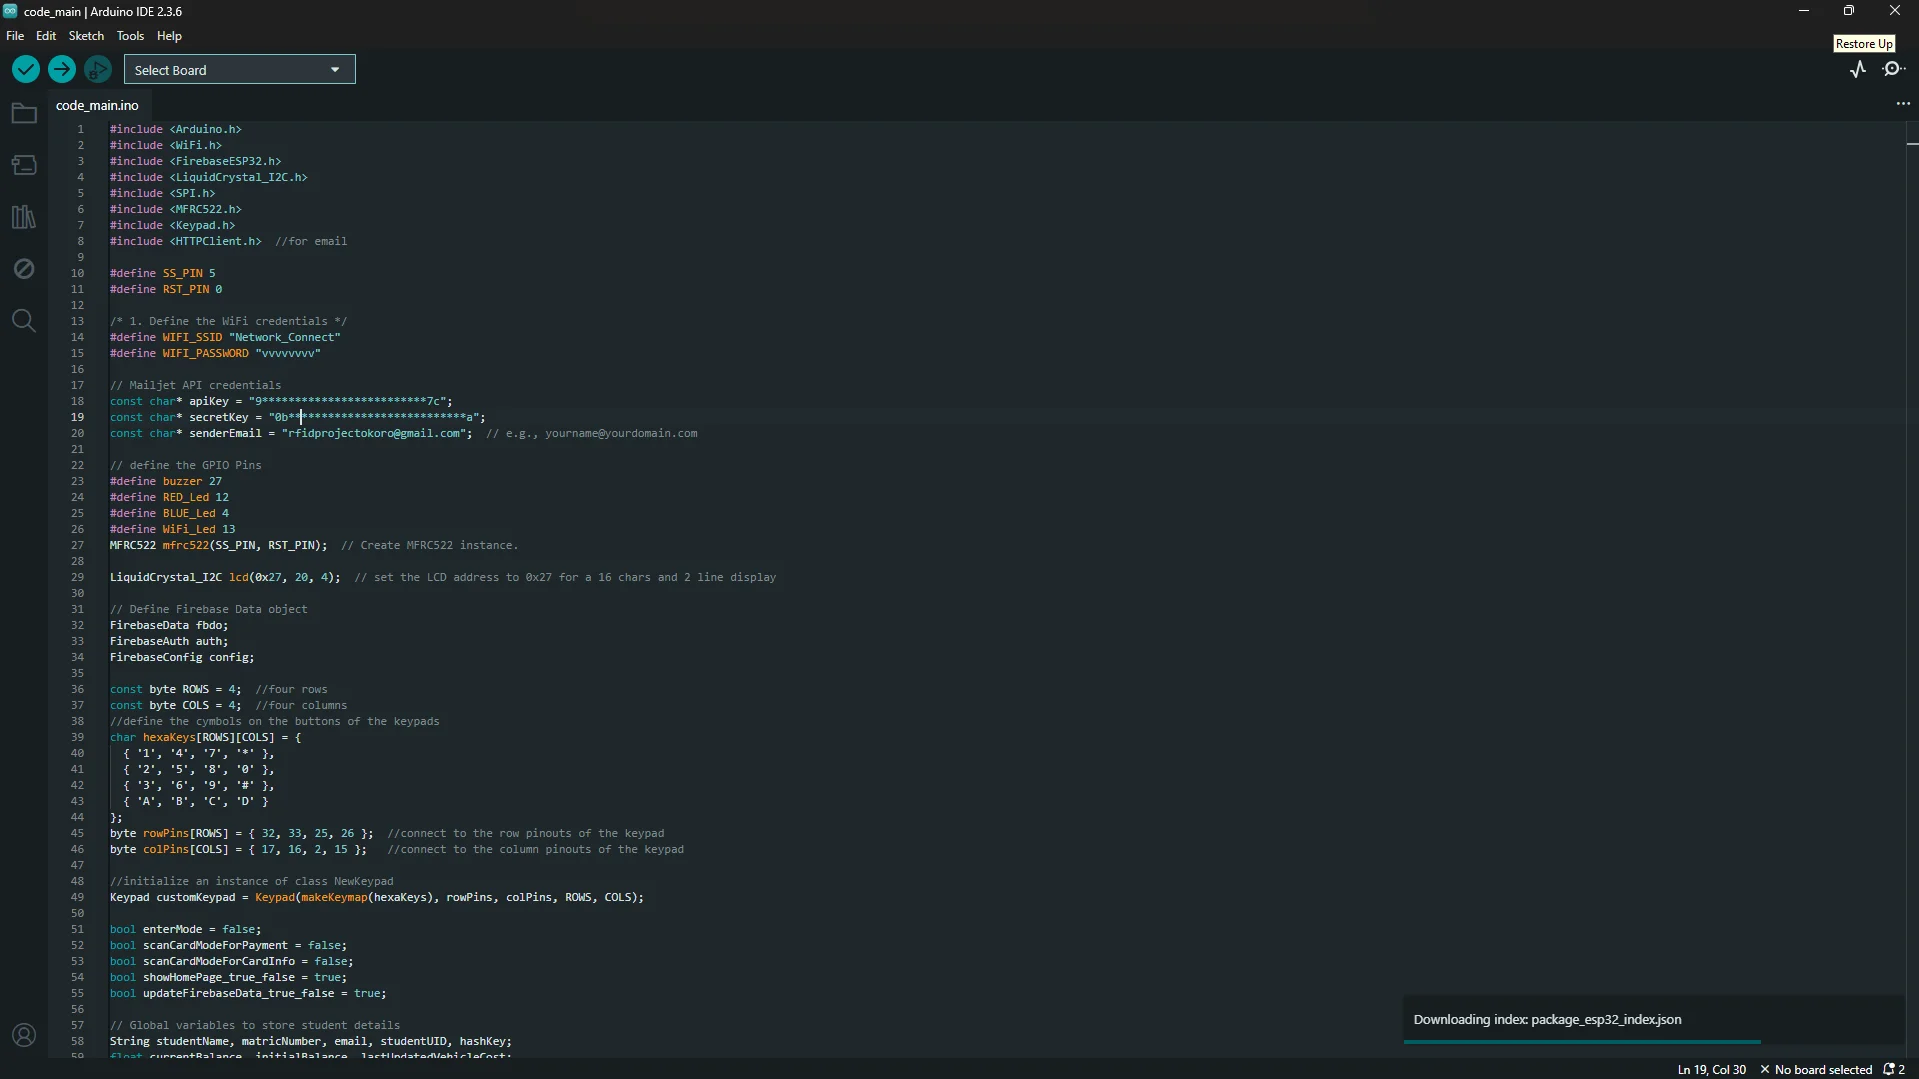 code_main | Arduino IDE 2.3.6
File Edit Sketch Tools Help
Restore Up
Select Board
code_main.ino
1 #include <Arduino.h>
2 #include <WiFi.h>
3 #include <FirebaseESP32.h>
4 #include <LiquidCrystal_I2C.h>
5 #include <SPI.h>
6 #include <MFRC522.h>
7 #include <Keypad.h>
8 #include <HTTPClient.h>  //for email
9
10 #define SS_PIN 5
11 #define RST_PIN 0
12
13 /* 1. Define the WiFi credentials */
14 #define WIFI_SSID "Network_Connect"
15 #define WIFI_PASSWORD "vvvvvvvv"
16
17 // Mailjet API credentials
18 const char* apiKey = "9*************************7c";
19 const char* secretKey = "0b***************************a";
20 const char* senderEmail = "rfidprojectokoro@gmail.com";  // e.g., yourname@yourdomain.com
21
22 // define the GPIO Pins
23 #define buzzer 27
24 #define RED_Led 12
25 #define BLUE_Led 4
26 #define WiFi_Led 13
27 MFRC522 mfrc522(SS_PIN, RST_PIN);  // Create MFRC522 instance.
28
29 LiquidCrystal_I2C lcd(0x27, 20, 4);  // set the LCD address to 0x27 for a 16 chars and 2 line display
30
31 // Define Firebase Data object
32 FirebaseData fbdo;
33 FirebaseAuth auth;
34 FirebaseConfig config;
35
36 const byte ROWS = 4;  //four rows
37 const byte COLS = 4;  //four columns
38 //define the cymbols on the buttons of the keypads
39 char hexaKeys[ROWS][COLS] = {
40   { '1', '4', '7', '*' },
41   { '2', '5', '8', '0' },
42   { '3', '6', '9', '#' },
43   { 'A', 'B', 'C', 'D' }
44 };
45 byte rowPins[ROWS] = { 32, 33, 25, 26 };  //connect to the row pinouts of the keypad
46 byte colPins[COLS] = { 17, 16, 2, 15 };   //connect to the column pinouts of the keypad
47
48 //initialize an instance of class NewKeypad
49 Keypad customKeypad = Keypad(makeKeymap(hexaKeys), rowPins, colPins, ROWS, COLS);
50
51 bool enterMode = false;
52 bool scanCardModeForPayment = false;
53 bool scanCardModeForCardInfo = false;
54 bool showHomePage_true_false = true;
55 bool updateFirebaseData_true_false = true;
56
57 // Global variables to store student details
58 String studentName, matricNumber, email, studentUID, hashKey;
59 float currentBalance, initialBalance, lastUpdatedVehicleCost;
Downloading index: package_esp32_index.json
Ln 19, Col 30 × No board selected 2